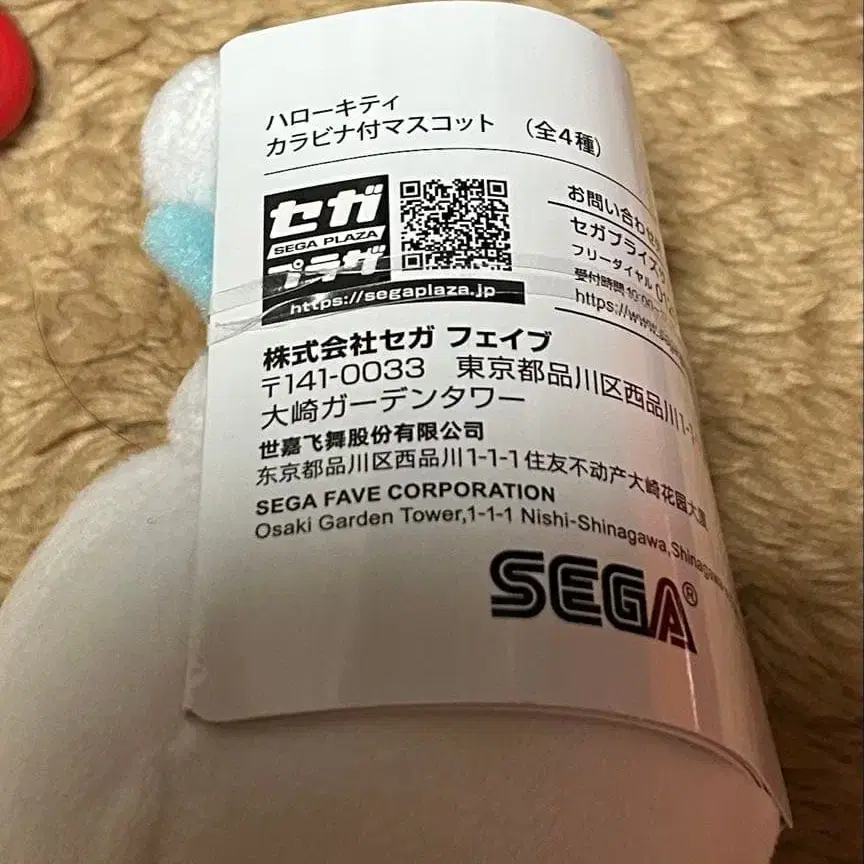 ハローキティ
カラビナ付マスコット （全4種）
セガ
SEGA PLAZA
プラザ
https://segaplaza.jp
お問い合わせ
セガプライズ
フリーダイヤル
受付時間 10:00
https://www.
株式会社セガ フェイブ
〒141-0033 東京都品川区西品川1-1-
大崎ガーデンタワー
世嘉飞舞股份有限公司
东京都品川区西品川1-1-1 住友不动产大崎花园大厦
SEGA FAVE CORPORATION
Osaki Garden Tower,1-1-1 Nishi-Shinagawa,Shinagawa
SEGA®